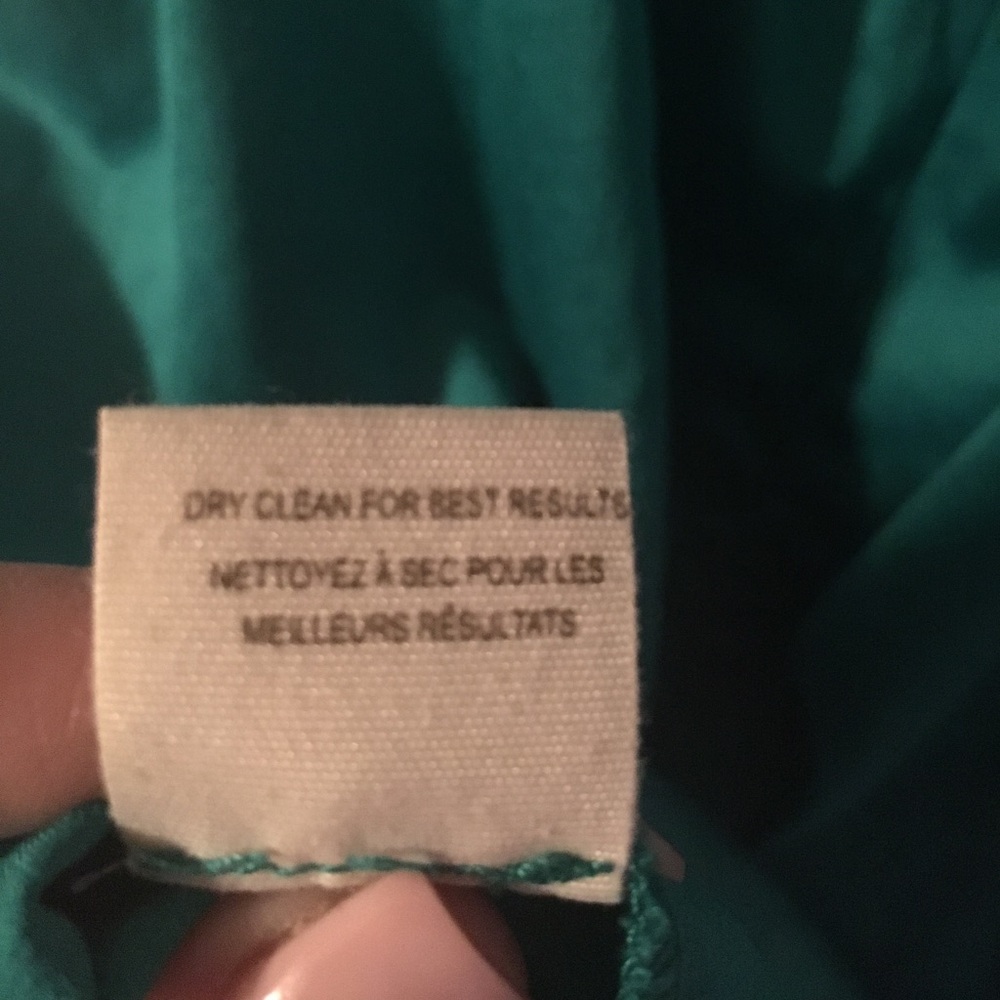 DRY CLEAN FOR BEST RESULTS
NETTOYEZ À SEC POUR LES
MEILLEURS RÉSULTATS